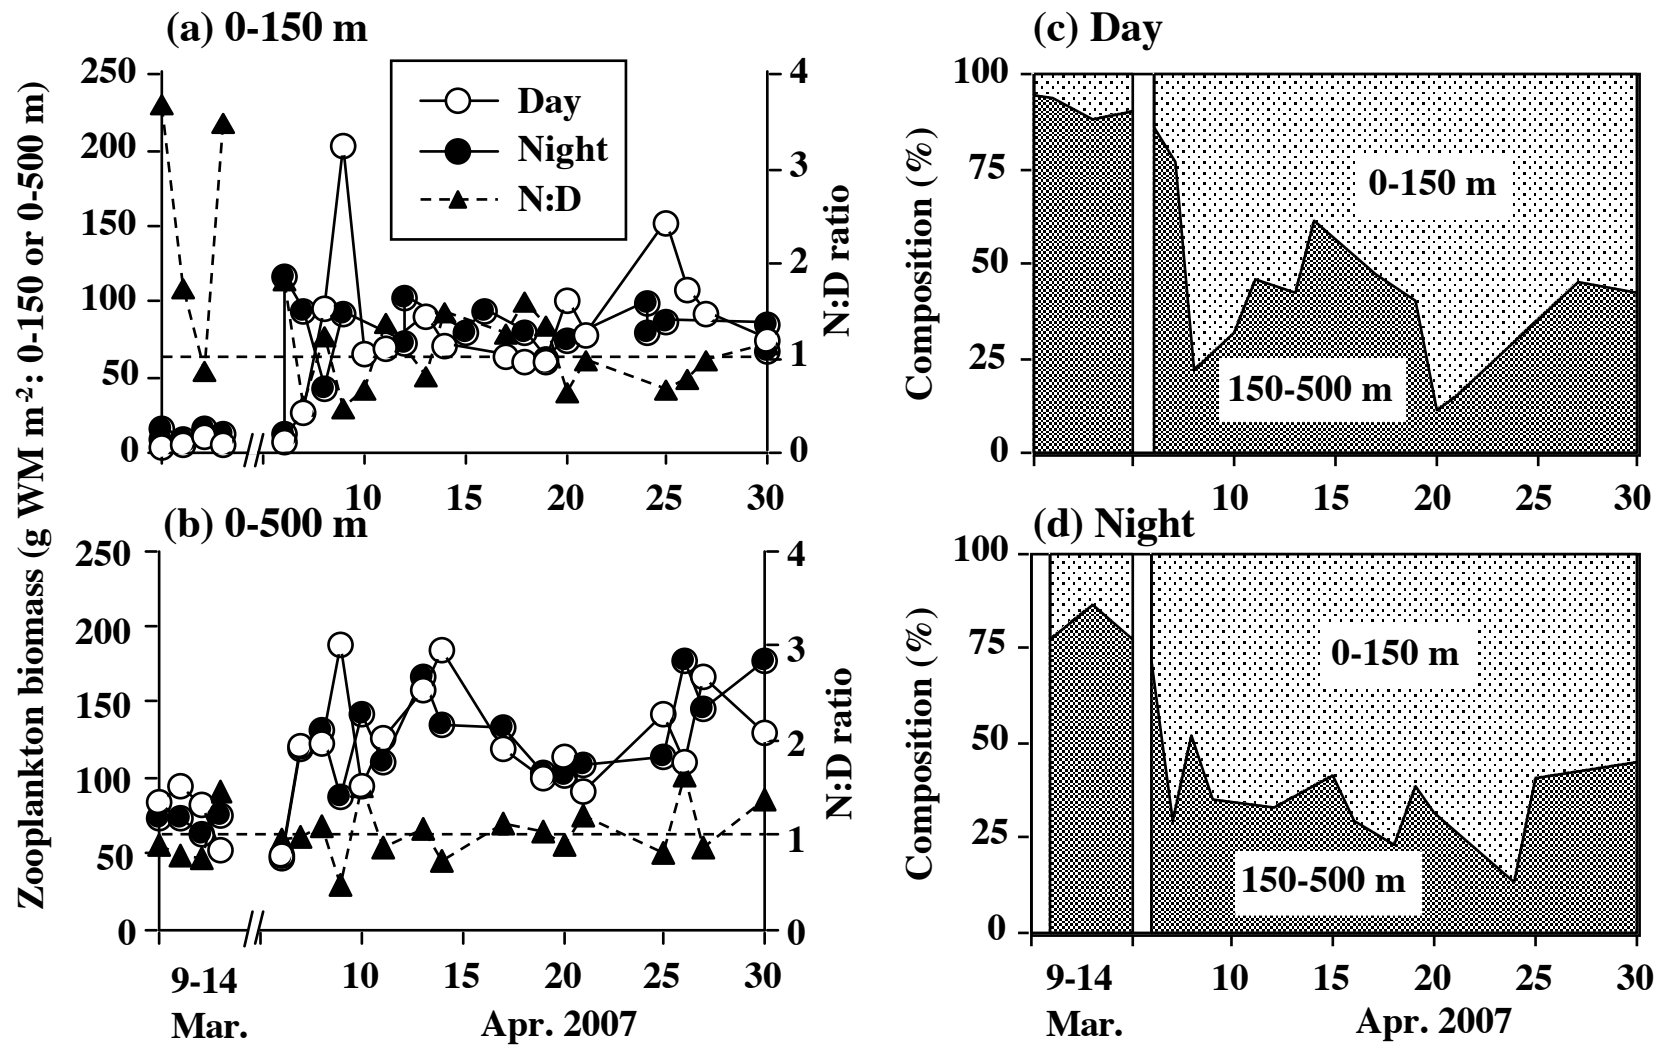 Zooplankton biomass (g WM m-2: 0-150 or 0-500 m)
(a) 0-150 m
250
200
150
100
50
0
4
3
2
1
0
N:D ratio
Day
Night
N:D
10 15 20 25 30
(b) 0-500 m
250
200
150
100
50
0
4
3
2
1
0
N:D ratio
9-14 10 15 20 25 30
Mar. Apr. 2007
(c) Day
Composition (%)
100
75
50
25
0
0-150 m
150-500 m
10 15 20 25 30
(d) Night
Composition (%)
100
75
50
25
0
0-150 m
150-500 m
9-14 10 15 20 25 30
Mar. Apr. 2007